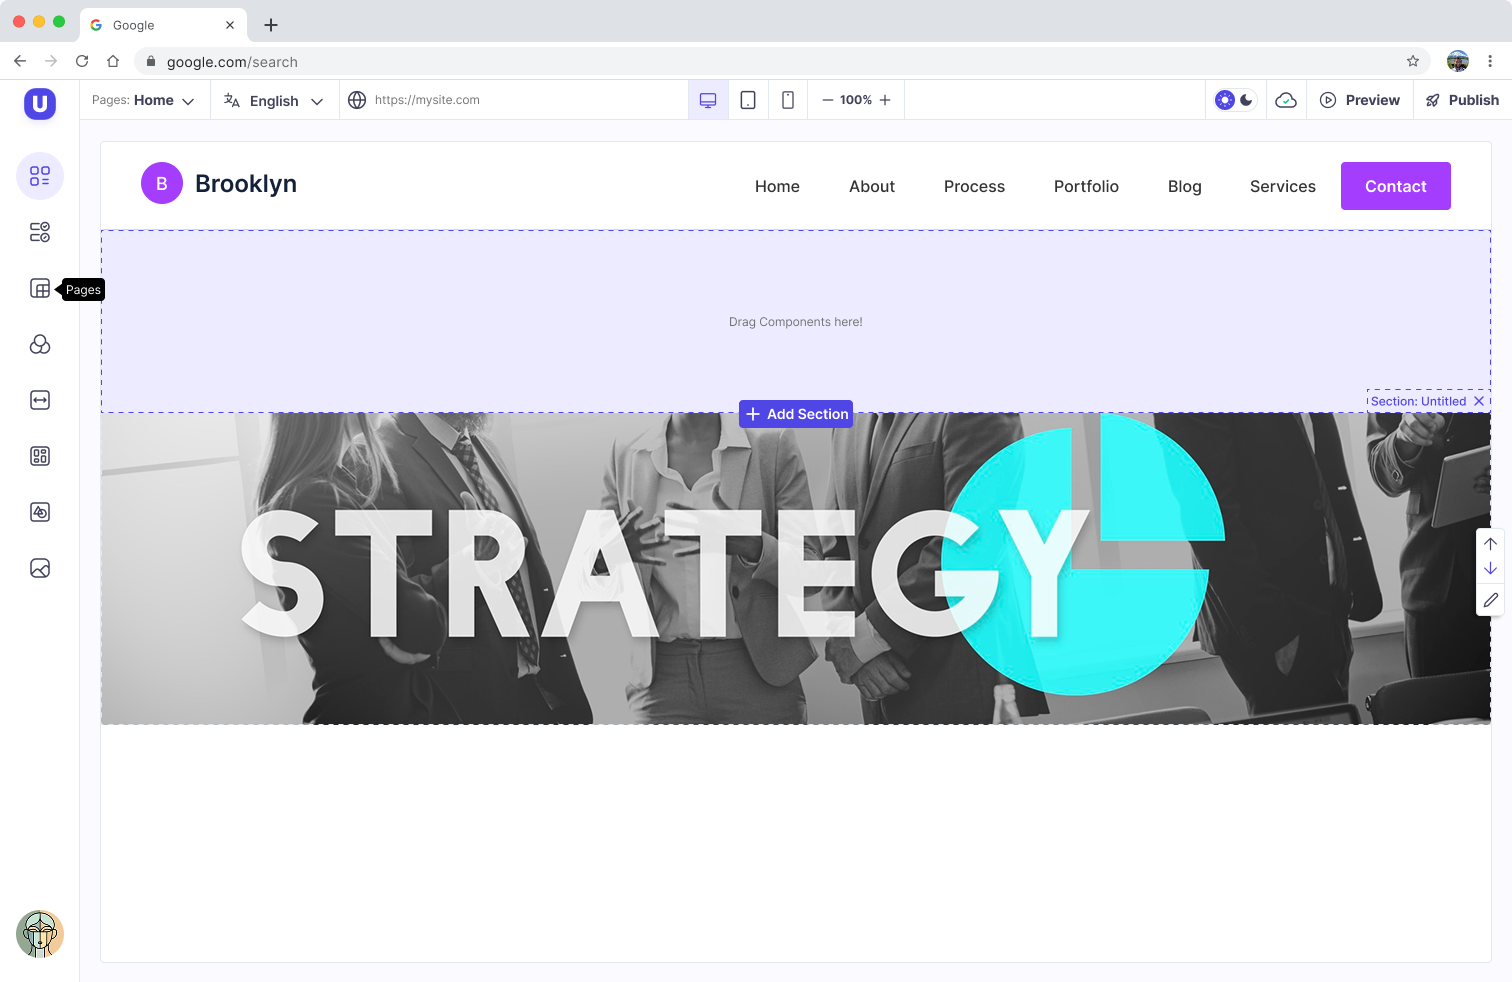 Google
google.com/search
U
Pages: Home
English
https://mysite.com
100%
Preview
Publish
B
Brooklyn
Home
About
Process
Portfolio
Blog
Services
Contact
Pages
Drag Components here!
Section: Untitled
Add Section
STRATEGY